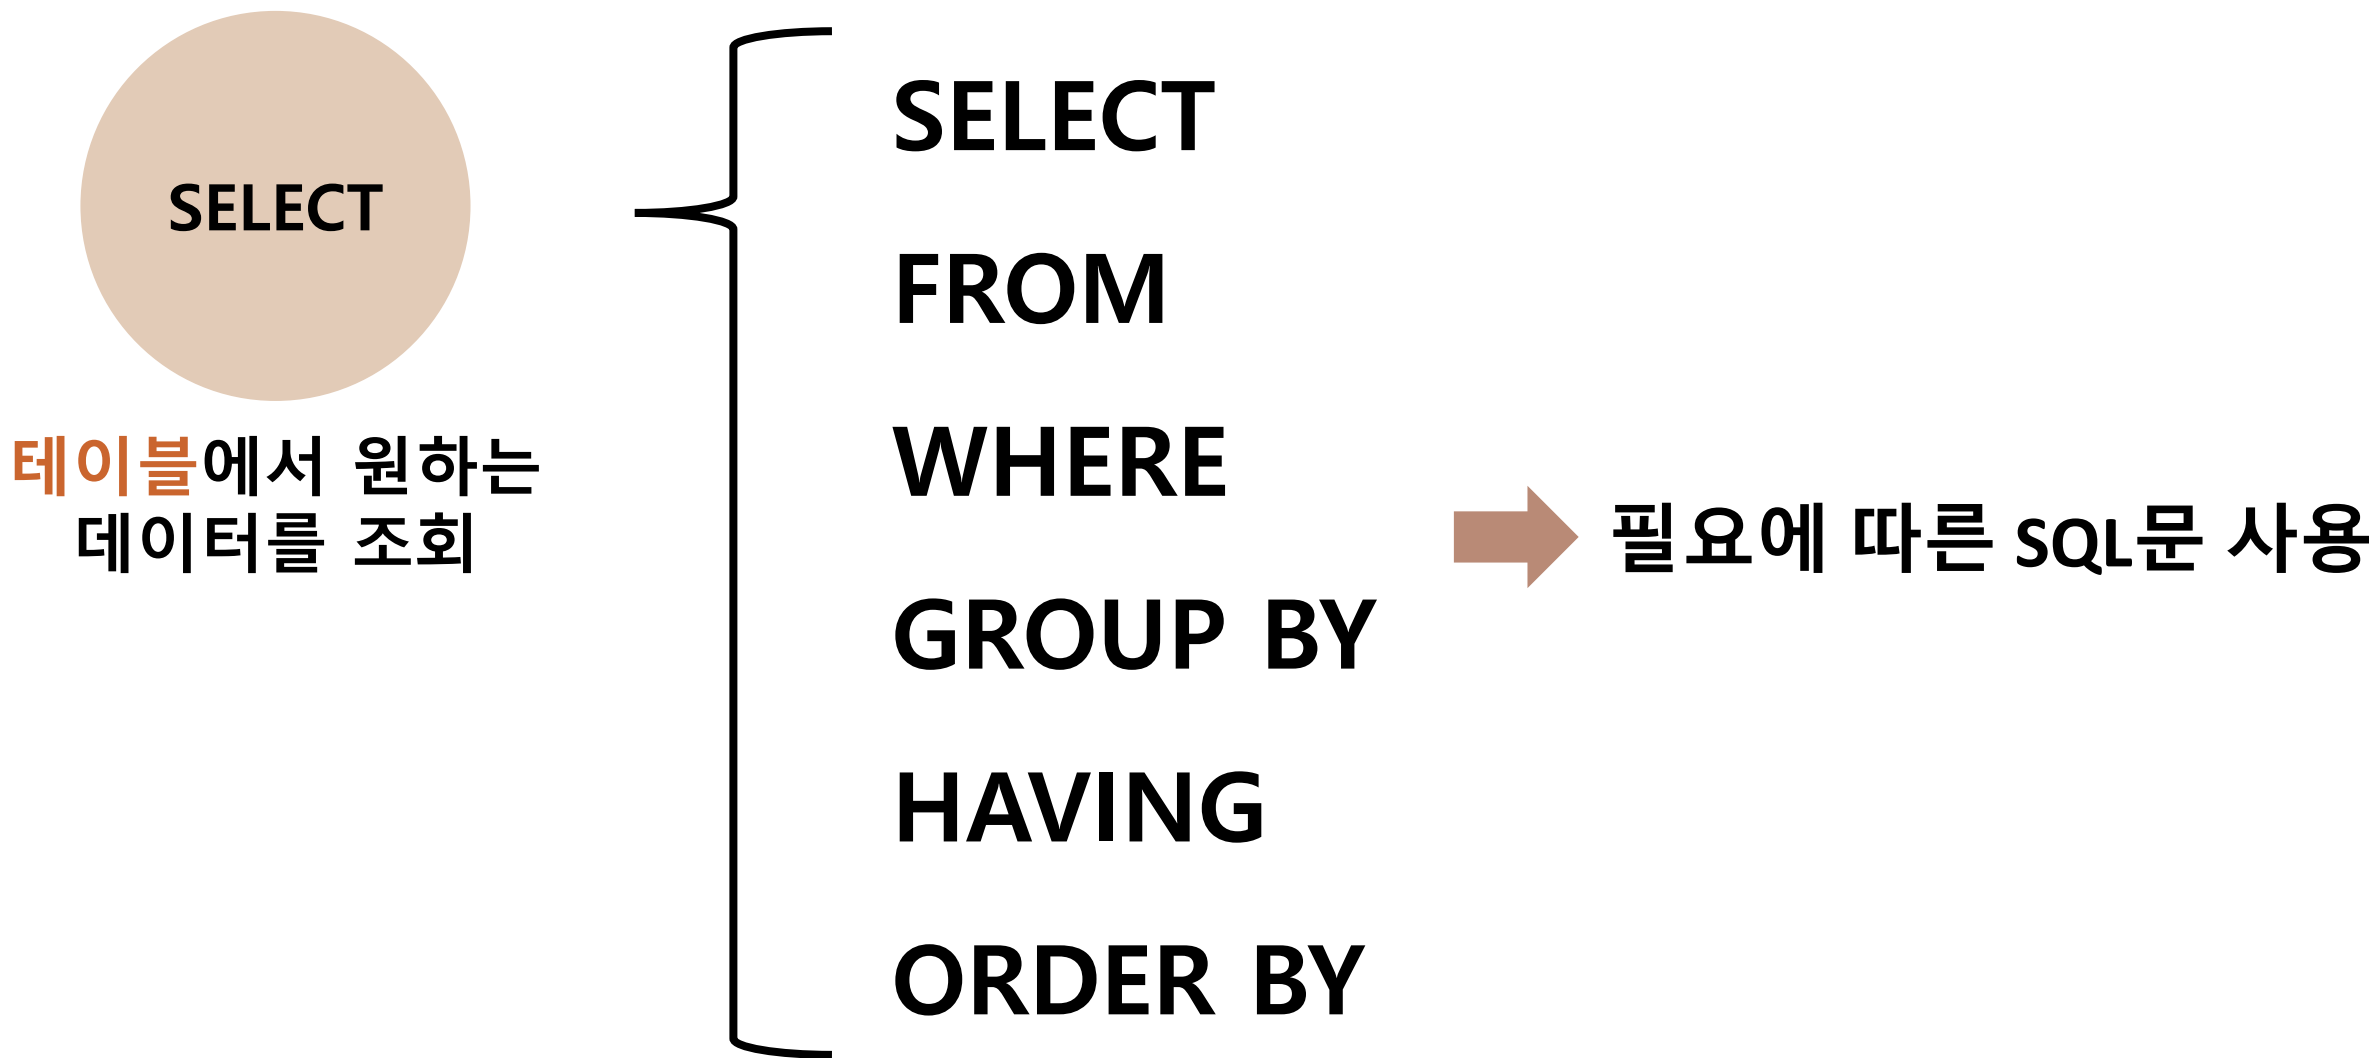 SELECT
테이블에서 원하는
데이터를 조회
SELECT
FROM
WHERE
GROUP BY
HAVING
ORDER BY
필요에 따른 SQL문 사용